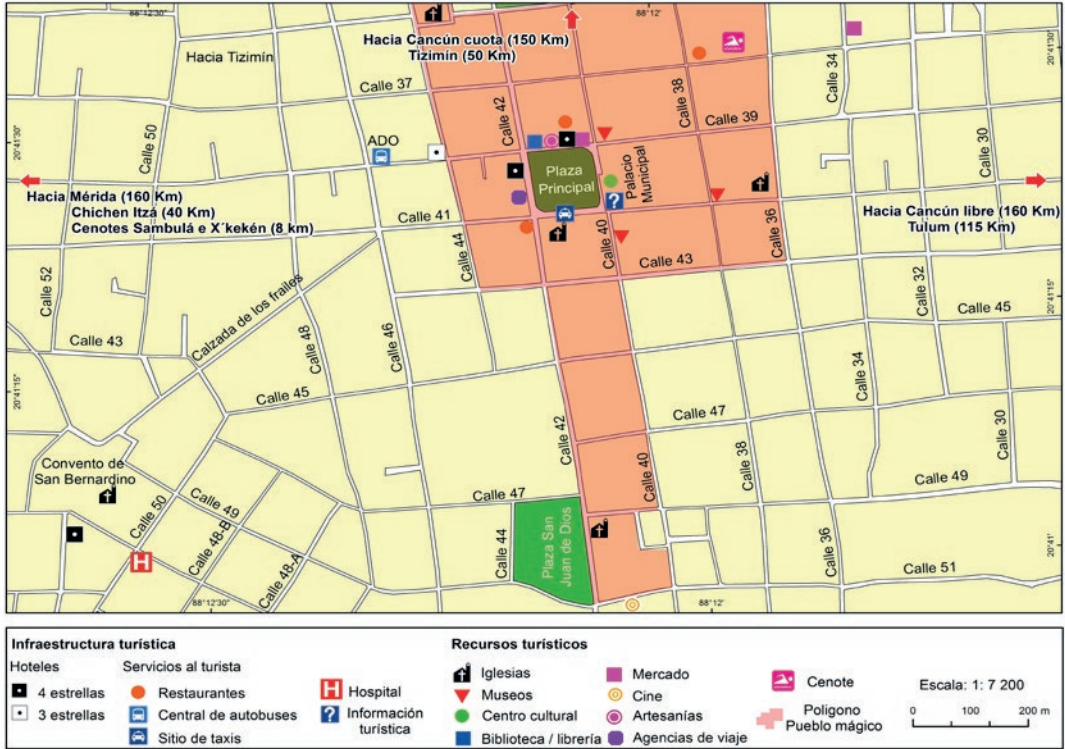 88°12'30"
88°12'
Hacia Cancún cuota (150 Km)
Tizimín (50 Km)
Hacia Tizimín
20°41'30"
Calle 34
Calle 37
Calle 42
Calle 38
Calle 39
Calle 50
Calle 30
20°41'30"
ADO
Plaza
Principal
Palacio
Municipal
Hacia Mérida (160 Km)
Chichen Itzá (40 Km)
Cenotes Sambulá e X´kekén (8 km)
Calle 41
Calle 40
Calle 36
Hacia Cancún libre (160 Km)
Tulum (115 Km)
Calle 44
Calle 43
Calle 52
Calle 32
Calle 45
20°41'15"
Calzada de los frailes
Calle 43
Calle 48
Calle 46
Calle 34
20°41'15"
Calle 45
Calle 47
Calle 42
Calle 40
Calle 38
Calle 30
Convento de
San Bernardino
Calle 47
Calle 49
Calle 50
Calle 49
Calle 48-B
Calle 48-A
Calle 44
Plaza San
Juan de Dios
Calle 36
20°41'
Calle 51
88°12'30"
88°12'
Infraestructura turística
Hoteles
4 estrellas
3 estrellas
Servicios al turista
Restaurantes
Central de autobuses
Sitio de taxis
H Hospital
? Información
turística
Recursos turísticos
Iglesias
Museos
Centro cultural
Biblioteca / librería
Mercado
Cine
Artesanías
Agencias de viaje
Cenote
Poligono
Pueblo mágico
Escala: 1: 7 200
0 100 200 m